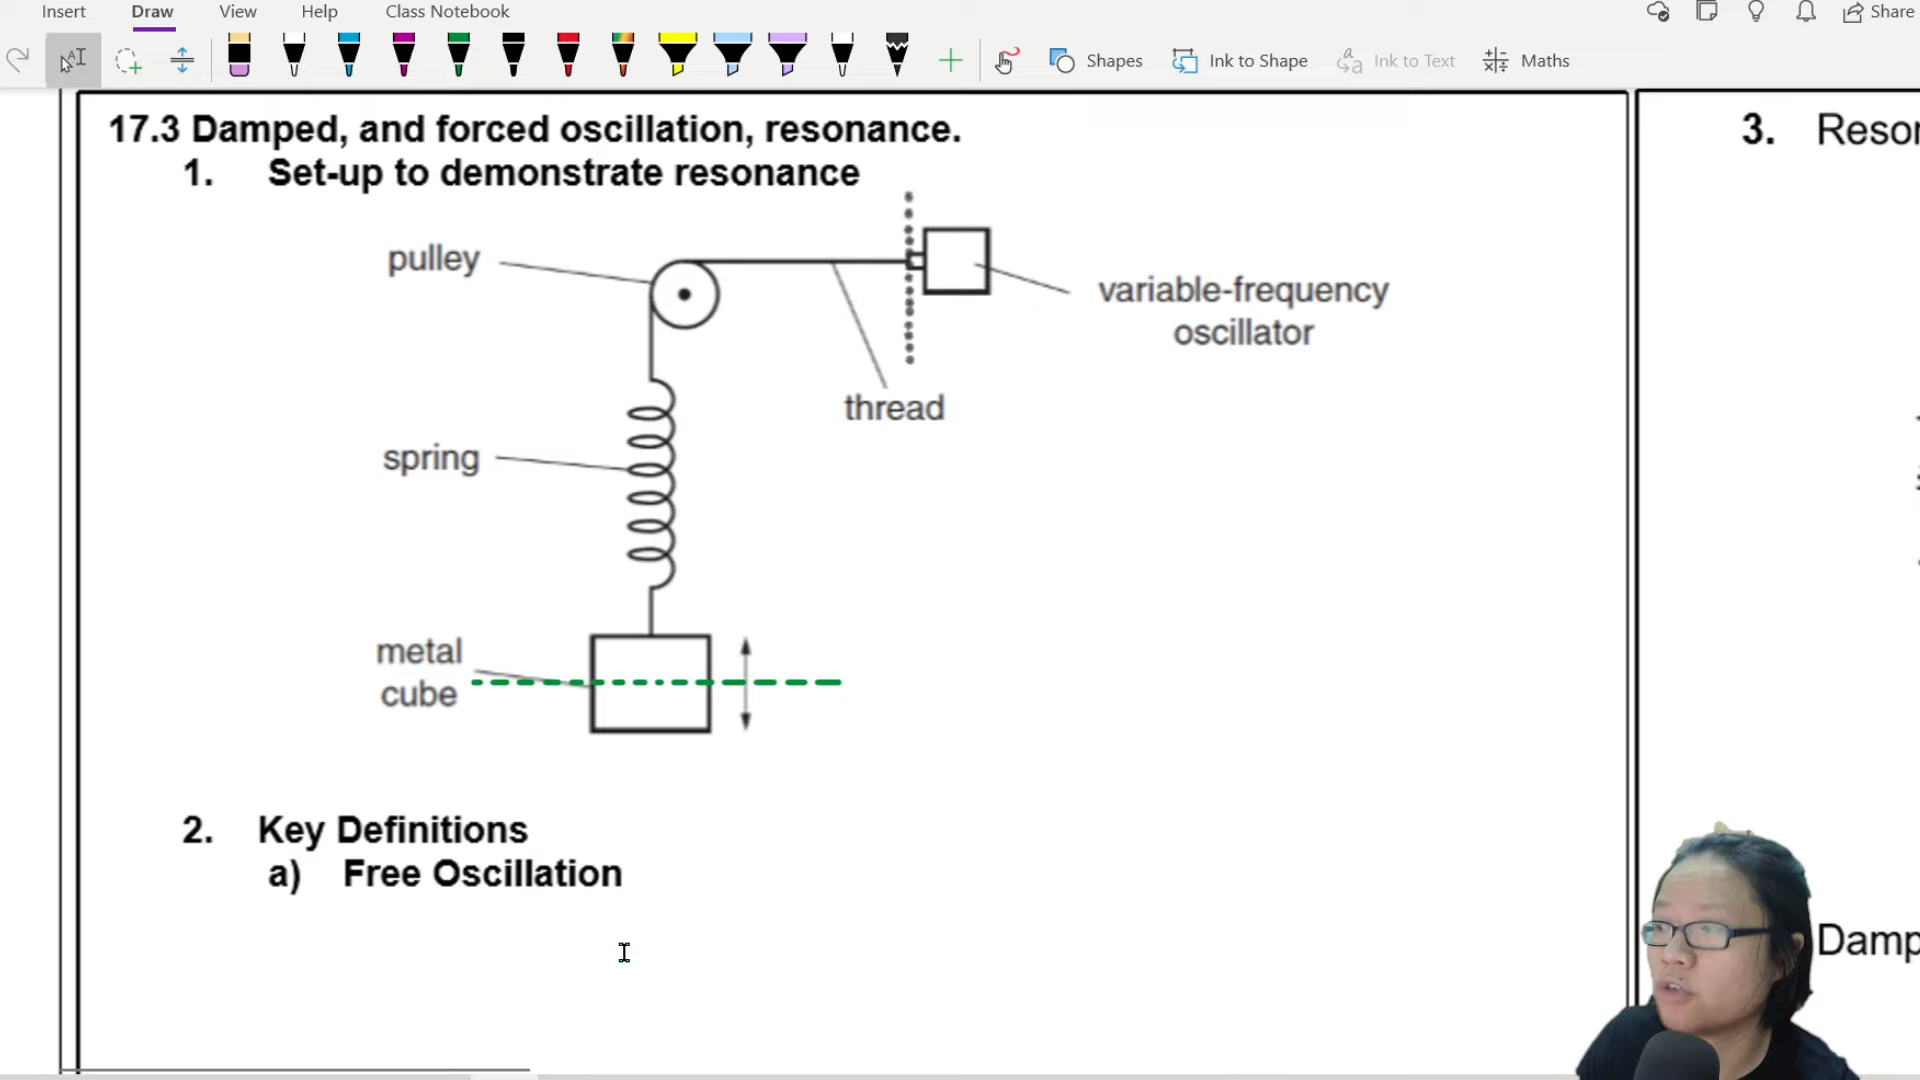 Insert Draw View Help Class Notebook Share
Shapes Ink to Shape Ink to Text Maths
17.3 Damped, and forced oscillation, resonance.
1. Set-up to demonstrate resonance
pulley
variable-frequency
oscillator
thread
spring
metal
cube
2. Key Definitions
a) Free Oscillation
3.